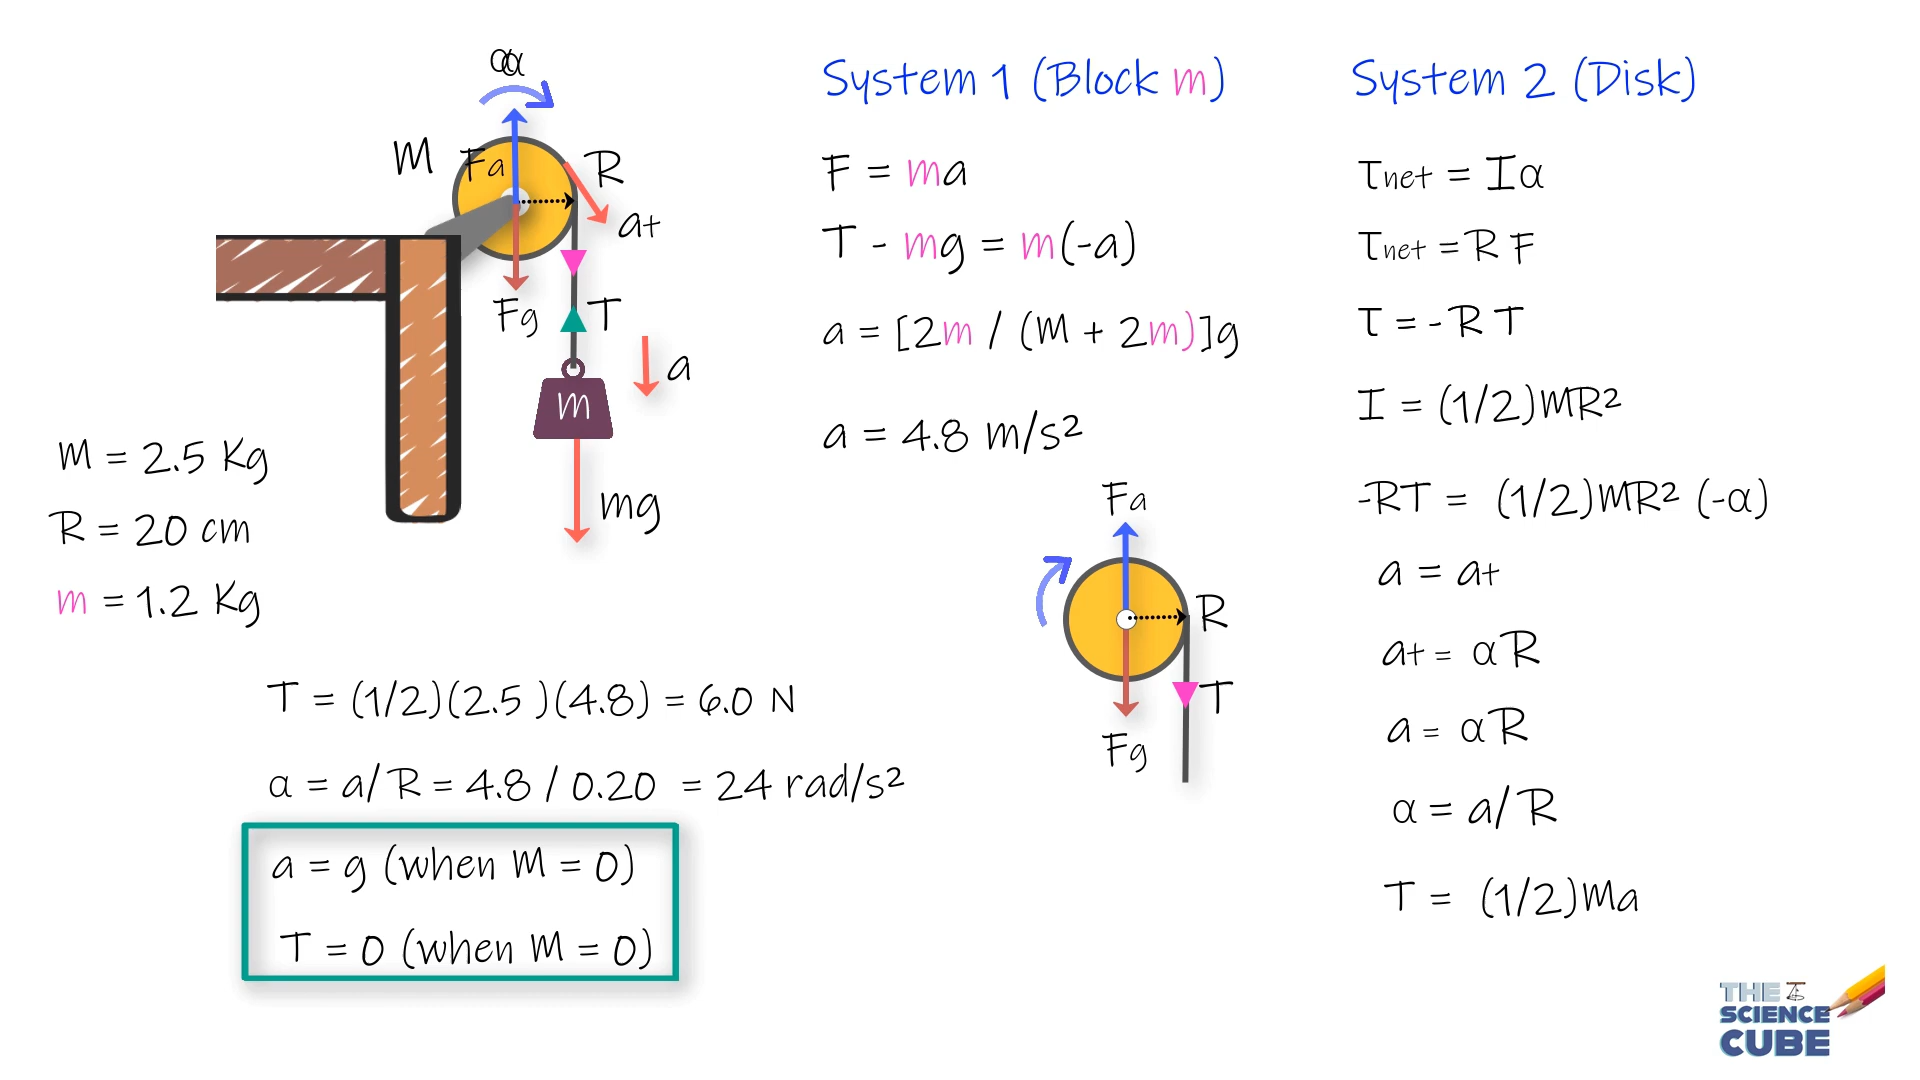 αα
M
Fa
R
at
Fg
T
a
m
mg
M = 2.5 Kg
R = 20 cm
m = 1.2 Kg
System 1 (Block m)
F = ma
T - mg = m(-a)
a = [2m / (M + 2m)]g
a = 4.8 m/s²
Fa
R
T
Fg
System 2 (Disk)
τnet = Iα
τnet = R F
τ = - R T
I = (1/2)MR²
-RT = (1/2)MR² (-α)
a = at
at = αR
a = αR
α = a/R
T = (1/2)Ma
T = (1/2)(2.5 )(4.8) = 6.0 N
α = a/R = 4.8 / 0.20 = 24 rad/s²
a = g (when M = 0)
T = 0 (when M = 0)
THE
SCIENCE
CUBE